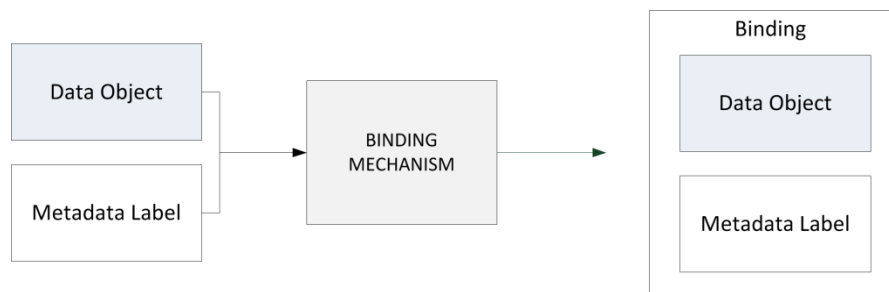 Data Object
Metadata Label
BINDING
MECHANISM
Binding
Data Object
Metadata Label